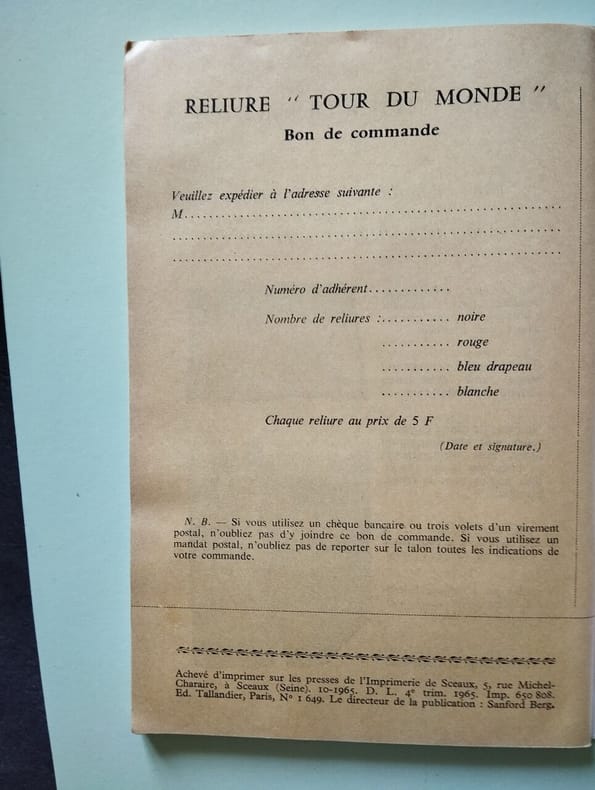 RELIURE " TOUR DU MONDE "
Bon de commande
Veuillez expédier à l'adresse suivante :
M..............................................................
..............................................................
..............................................................
Numéro d'adhérent.............
Nombre de reliures :........... noire
........... rouge
........... bleu drapeau
........... blanche
Chaque reliure au prix de 5 F
(Date et signature.)
N. B. — Si vous utilisez un chèque bancaire ou trois volets d'un virement
postal, n'oubliez pas d'y joindre ce bon de commande. Si vous utilisez un
mandat postal, n'oubliez pas de reporter sur le talon toutes les indications de
votre commande.
Achevé d'imprimer sur les presses de l'Imprimerie de Sceaux, 5, rue Michel-
Charaire, à Sceaux (Seine). 10-1965. D. L. 4e trim. 1965. Imp. 650 808.
Ed. Tallandier, Paris, N° 1 649. Le directeur de la publication : Sanford Berg.